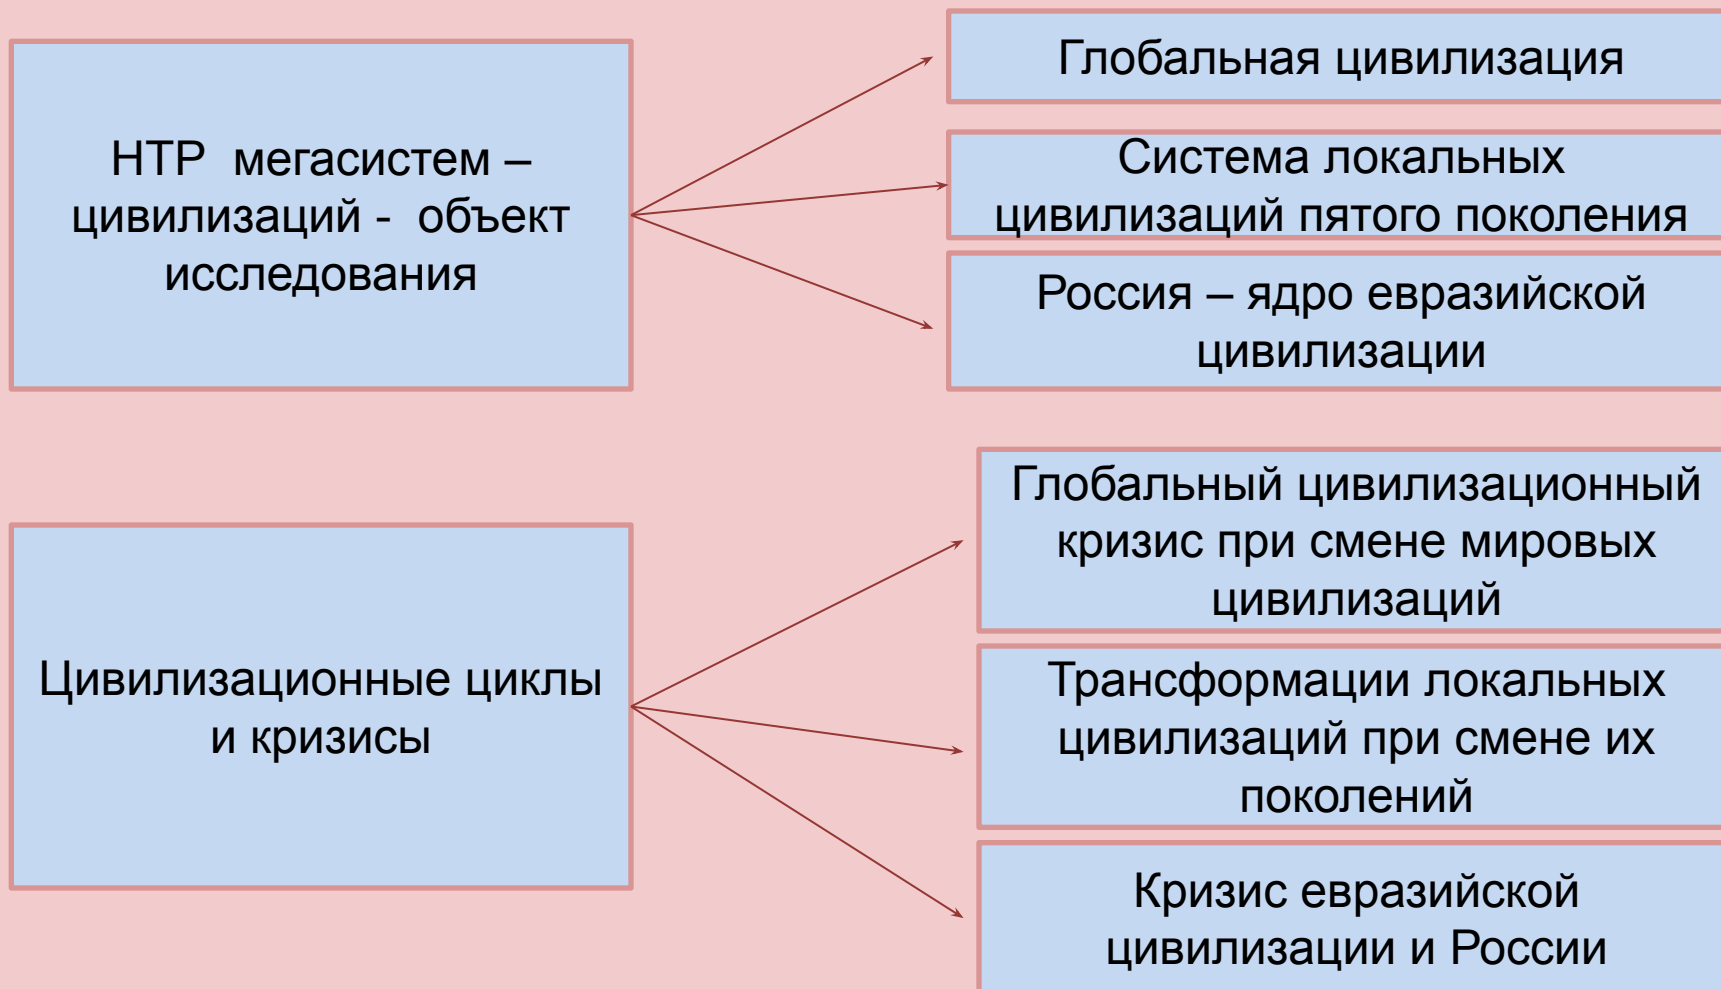 НТР мегасистем –
цивилизаций - объект
исследования
Глобальная цивилизация
Система локальных
цивилизаций пятого поколения
Россия – ядро евразийской
цивилизации
Цивилизационные циклы
и кризисы
Глобальный цивилизационный
кризис при смене мировых
цивилизаций
Трансформации локальных
цивилизаций при смене их
поколений
Кризис евразийской
цивилизации и России